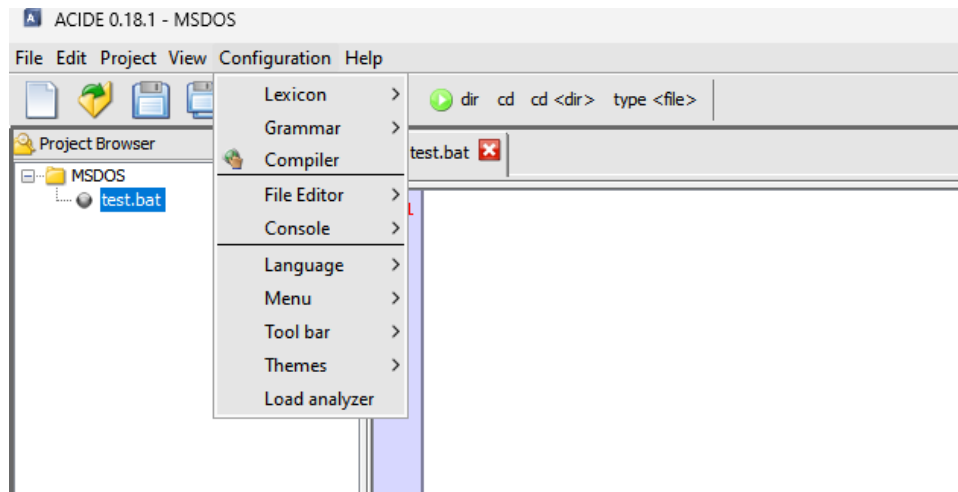 ACIDE 0.18.1 - MSDOS
File Edit Project View Configuration Help
dir cd cd <dir> type <file>
Lexicon
Grammar
Compiler
File Editor
Console
Language
Menu
Tool bar
Themes
Load analyzer
Project Browser
MSDOS
test.bat
test.bat
1